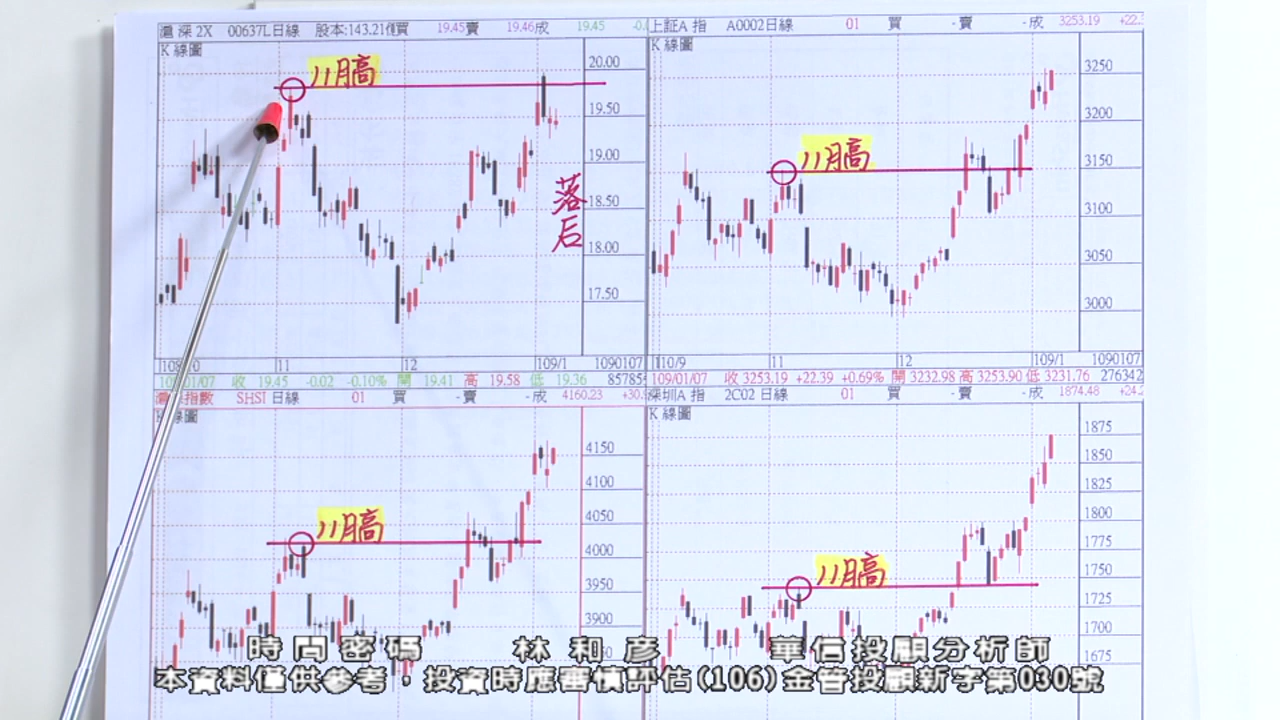 滬深2X 00637L日線 股本:143.21億 買 19.45賣 19.46成 19.45
K線圖
11月高
20.00
19.50
19.00
18.50
18.00
17.50
落后
11
12
109/1
1090107
109/01/07 收 19.45 -0.02 -0.10% 開 19.41 高 19.58 低 19.36
上証A指 A0002日線 01 買 -賣 -成 3253.19
K線圖
11月高
3250
3200
3150
3100
3050
3000
11
12
109/1
1090107
109/01/07 收 3253.19 +22.39 +0.69% 開 3232.98 高 3253.90 低 3231.76 276342
指數 SHSI日線 01 買 -賣 -成 4160.23
線圖
11月高
4150
4100
4050
4000
3950
3900
深圳A指 2C02日線 01 買 -賣 -成 1874.48
K線圖
11月高
1875
1850
1825
1800
1775
1750
1725
1700
1675
時間密碼 林和彥 華信投顧分析師
本資料僅供參考，投資時應審慎評估(106)金管投顧新字第030號